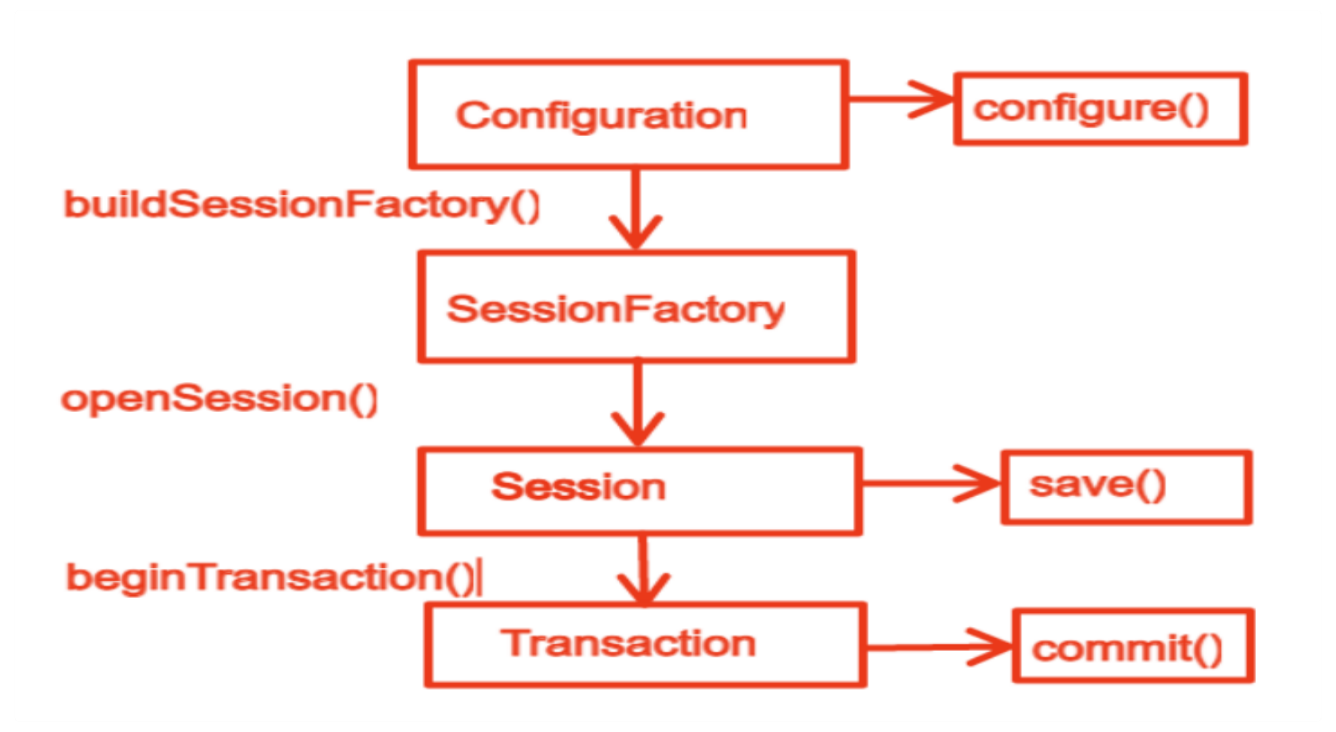 Configuration
configure()
buildSessionFactory()
SessionFactory
openSession()
Session
save()
beginTransaction()
Transaction
commit()